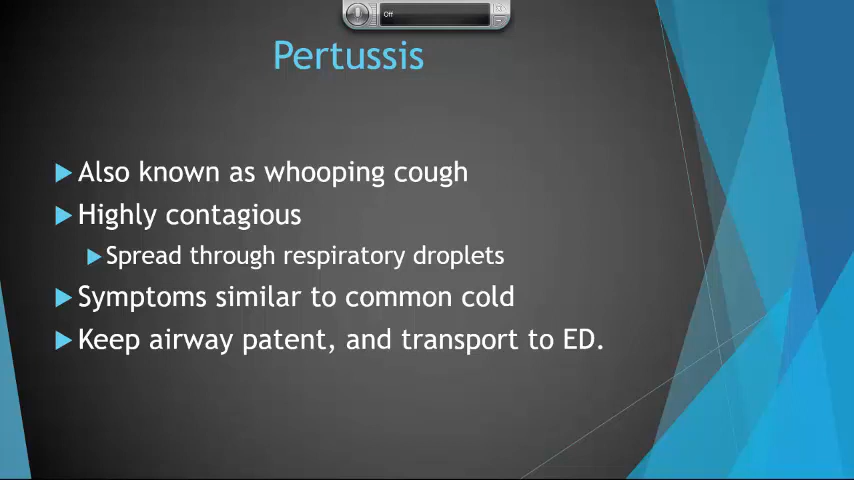 Off
Pertussis
Also known as whooping cough
Highly contagious
Spread through respiratory droplets
Symptoms similar to common cold
Keep airway patent, and transport to ED.